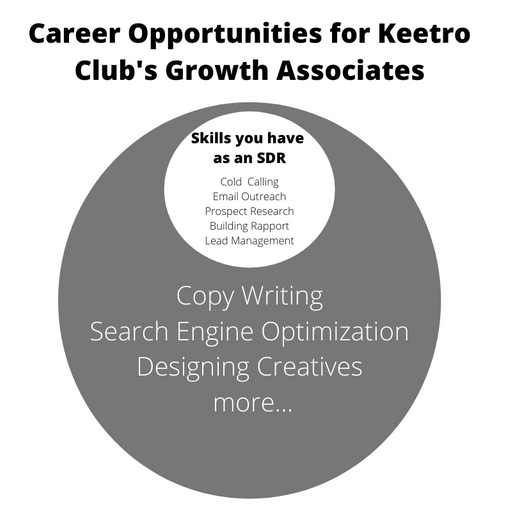 Career Opportunities for Keetro
Club's Growth Associates
Skills you have
as an SDR
Cold Calling
Email Outreach
Prospect Research
Building Rapport
Lead Management
Copy Writing
Search Engine Optimization
Designing Creatives
more...